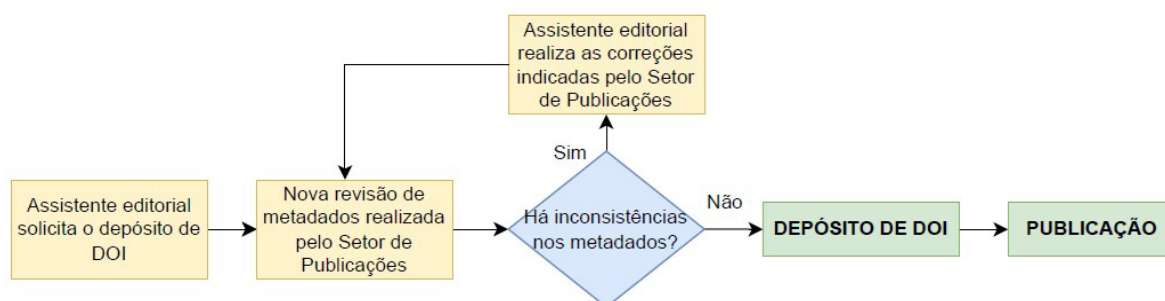 Assistente editorial
realiza as correções
indicadas pelo Setor
de Publicações
Sim
Assistente editorial
solicita o depósito de
DOI
Nova revisão de
metadados realizada
pelo Setor de
Publicações
Há inconsistências
nos metadados?
Não
DEPÓSITO DE DOI
PUBLICAÇÃO